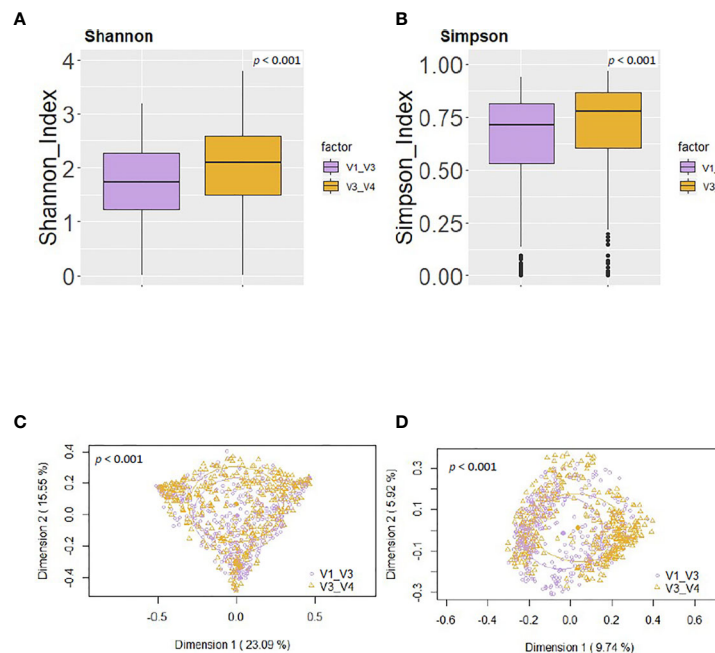 A
Shannon
p < 0.001
4
3
2
1
0
Shannon_Index
factor
V1_V3
V3_V4
B
Simpson
p < 0.001
1.00
0.75
0.50
0.25
0.00
Simpson_Index
factor
V1_
V3
C
p < 0.001
0.4
0.2
0.0
-0.2
-0.4
Dimension 2 ( 15.55 %)
V1_V3
V3_V4
-0.5
0.0
0.5
Dimension 1 ( 23.09 %)
D
p < 0.001
0.3
0.1
-0.1
-0.3
Dimension 2 ( 5.92 %)
V1_V3
V3_V4
-0.6
-0.4
-0.2
0.0
0.2
0.4
0.6
Dimension 1 ( 9.74 %)